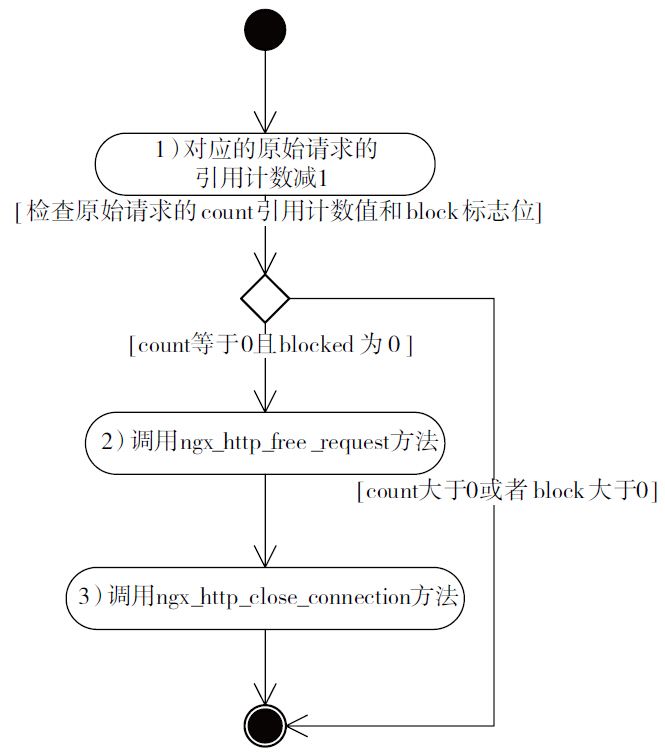 1)对应的原始请求的
引用计数减1
[检查原始请求的count引用计数值和block标志位]
[count等于0且blocked为0]
2)调用ngx_http_free_request方法
[count大于0或者block大于0]
3)调用ngx_http_close_connection方法